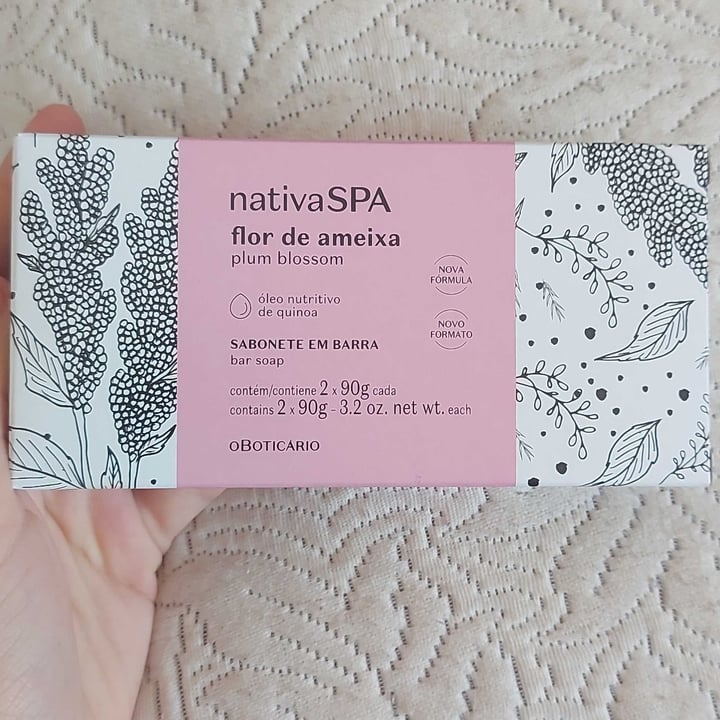 nativaSPA
flor de ameixa
plum blossom
NOVA
FÓRMULA
óleo nutritivo
de quinoa
NOVO
FORMATO
SABONETE EM BARRA
bar soap
contém/contiene 2 x 90g cada
contains 2 x 90g - 3.2 oz. net wt. each
oBOTICÁRIO